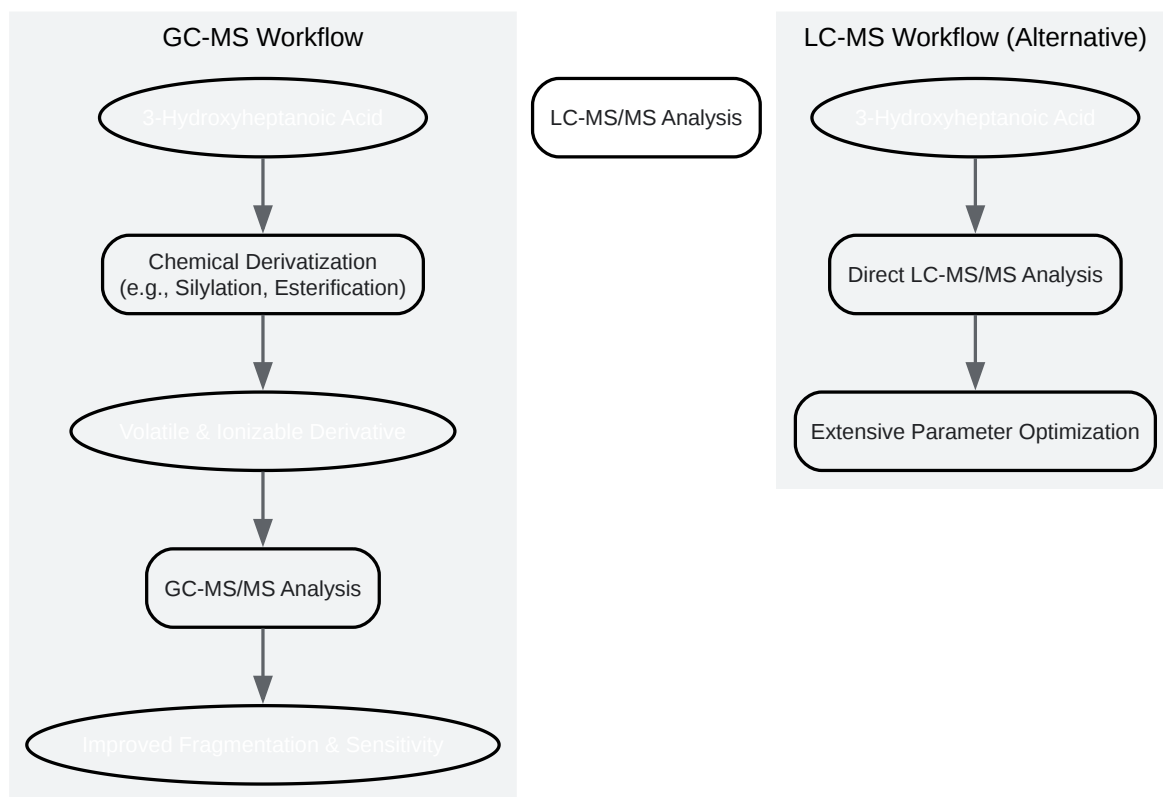 GC-MS Workflow
3-Hydroxyheptanoic Acid
Chemical Derivatization
(e.g., Silylation, Esterification)
Volatile & Ionizable Derivative
GC-MS/MS Analysis
Improved Fragmentation & Sensitivity
LC-MS/MS Analysis
LC-MS Workflow (Alternative)
3-Hydroxyheptanoic Acid
Direct LC-MS/MS Analysis
Extensive Parameter Optimization